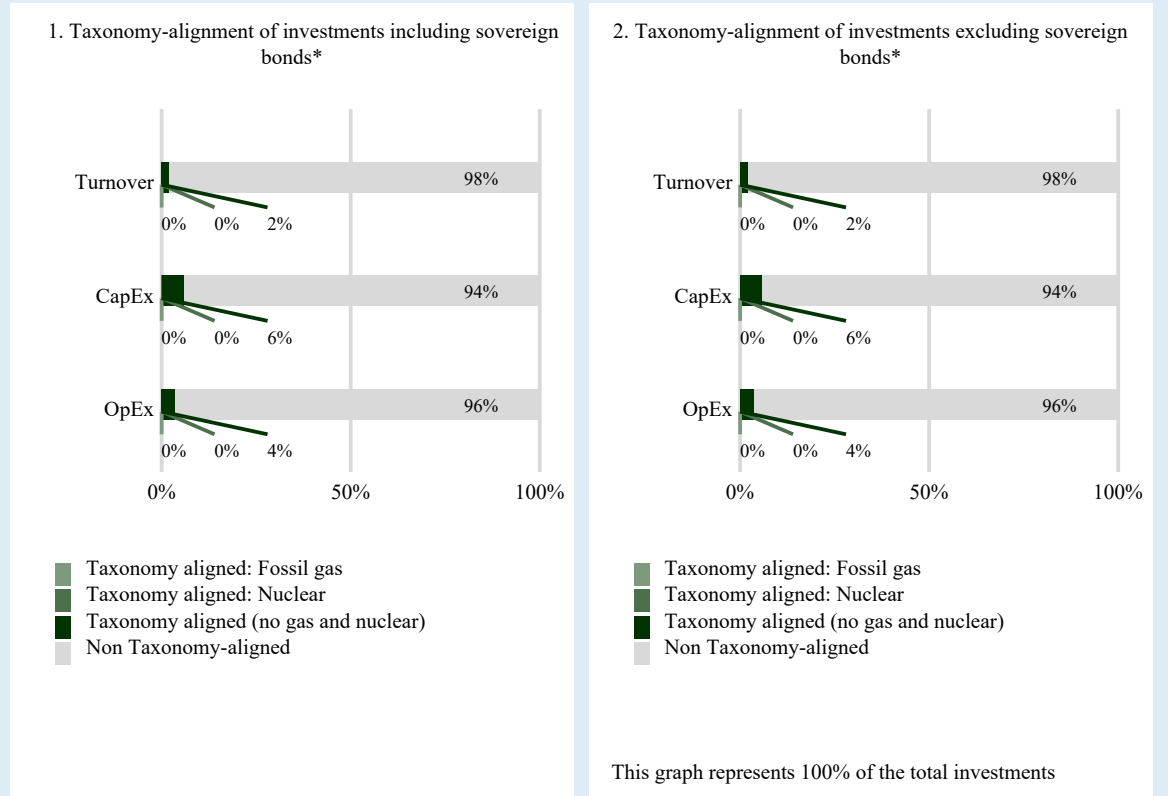 1. Taxonomy-alignment of investments including sovereign
bonds*
Turnover
98%
0% 0% 2%
CapEx
94%
0% 0% 6%
OpEx
96%
0% 0% 4%
0% 50% 100%
Taxonomy aligned: Fossil gas
Taxonomy aligned: Nuclear
Taxonomy aligned (no gas and nuclear)
Non Taxonomy-aligned
2. Taxonomy-alignment of investments excluding sovereign
bonds*
Turnover
98%
0% 0% 2%
CapEx
94%
0% 0% 6%
OpEx
96%
0% 0% 4%
0% 50% 100%
Taxonomy aligned: Fossil gas
Taxonomy aligned: Nuclear
Taxonomy aligned (no gas and nuclear)
Non Taxonomy-aligned
This graph represents 100% of the total investments